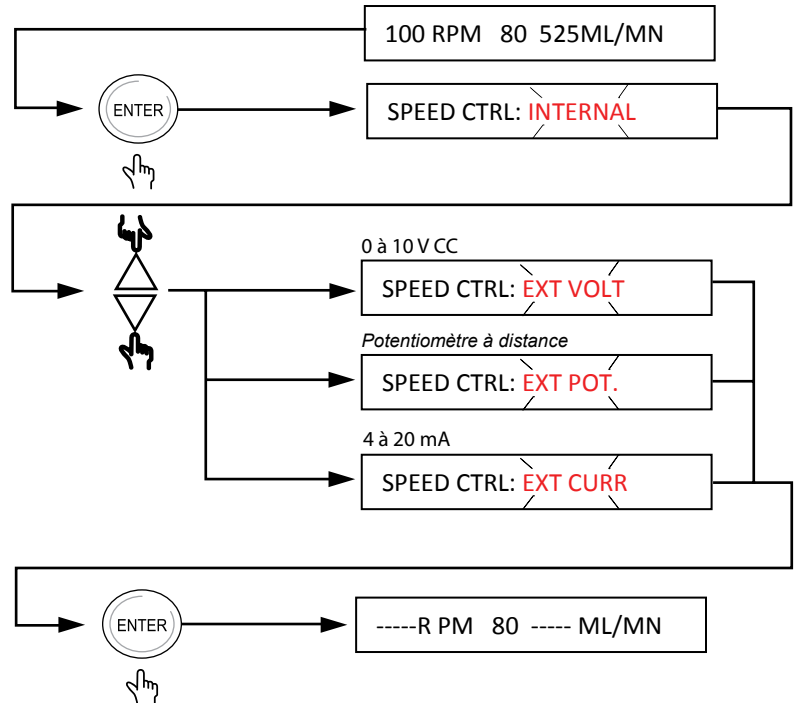 100 RPM 80 525ML/MN
ENTER
SPEED CTRL: INTERNAL
0 à 10 V CC
SPEED CTRL: EXT VOLT
Potentiomètre à distance
SPEED CTRL: EXT POT.
4 à 20 mA
SPEED CTRL: EXT CURR
ENTER
-----R PM 80 ----- ML/MN